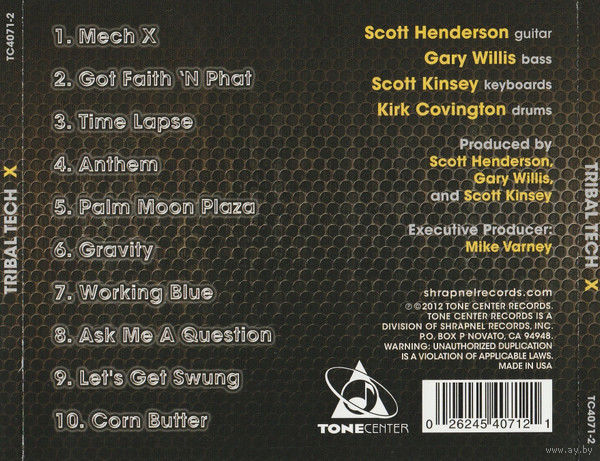 TC4071-2
TRIBAL TECH X
1. Mech X
2. Got Faith 'N Phat
3. Time Lapse
4. Anthem
5. Palm Moon Plaza
6. Gravity
7. Working Blue
8. Ask Me A Question
9. Let's Get Swung
10. Corn Butter
Scott Henderson guitar
Gary Willis bass
Scott Kinsey keyboards
Kirk Covington drums
Produced by
Scott Henderson,
Gary Willis,
and Scott Kinsey
Executive Producer:
Mike Varney
shrapnelrecords.com
℗©2012 TONE CENTER RECORDS.
TONE CENTER RECORDS IS A
DIVISION OF SHRAPNEL RECORDS, INC.
P.O. BOX P NOVATO, CA 94948.
WARNING: UNAUTHORIZED DUPLICATION
IS A VIOLATION OF APPLICABLE LAWS.
MADE IN USA
TONECENTER
0 26245 40712 1
TRIBAL TECH X
TC4071-2
www.ay.by